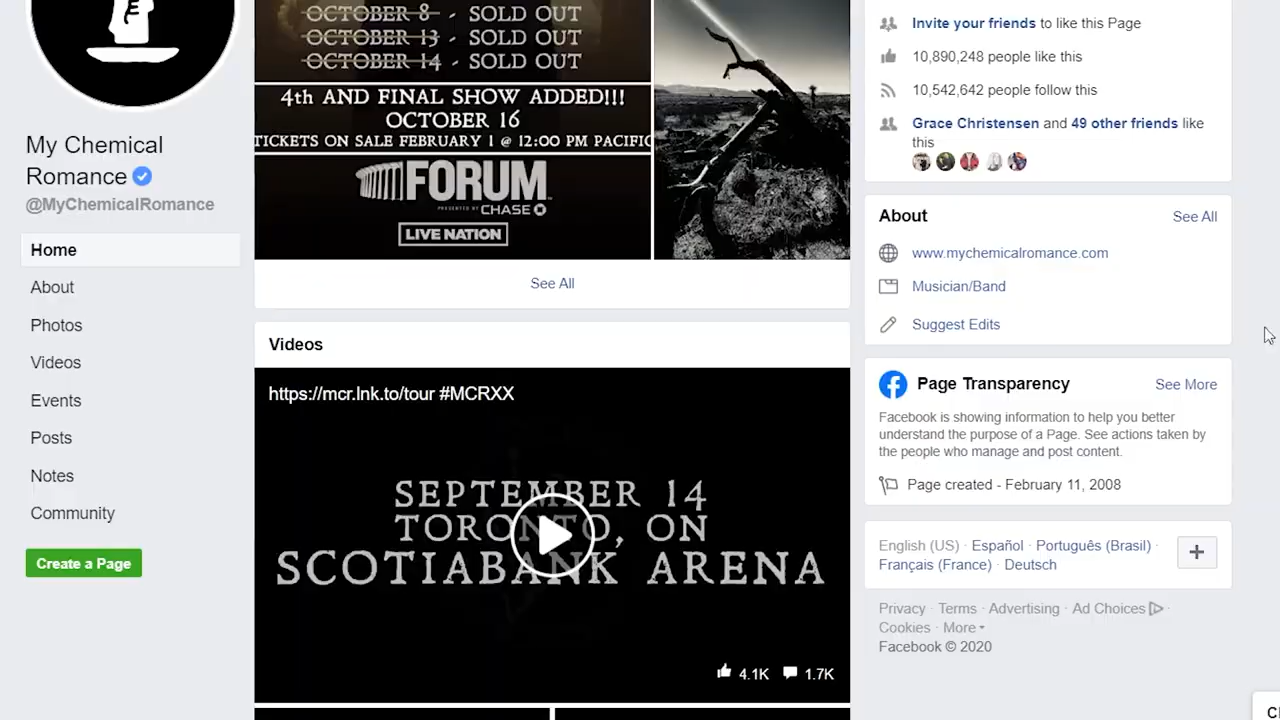 OCTOBER 8 - SOLD OUT
OCTOBER 13 - SOLD OUT
OCTOBER 14 - SOLD OUT
4th AND FINAL SHOW ADDED!!!
OCTOBER 16
TICKETS ON SALE FEBRUARY 1 @ 12:00 PM PACIFIC
FORUM
PRESENTED BY CHASE
LIVE NATION
See All
My Chemical
Romance
@MyChemicalRomance
Home
About
Photos
Videos
Events
Posts
Notes
Community
Create a Page
Videos
https://mcr.lnk.to/tour #MCRXX
SEPTEMBER 14
TORONTO, ON
SCOTIABANK ARENA
4.1K 1.7K
Invite your friends to like this Page
10,890,248 people like this
10,542,642 people follow this
Grace Christensen and 49 other friends like
this
About See All
www.mychemicalromance.com
Musician/Band
Suggest Edits
Page Transparency See More
Facebook is showing information to help you better
understand the purpose of a Page. See actions taken by
the people who manage and post content.
Page created - February 11, 2008
English (US) · Español · Português (Brasil) ·
Français (France) · Deutsch
Privacy · Terms · Advertising · Ad Choices ·
Cookies · More
Facebook © 2020